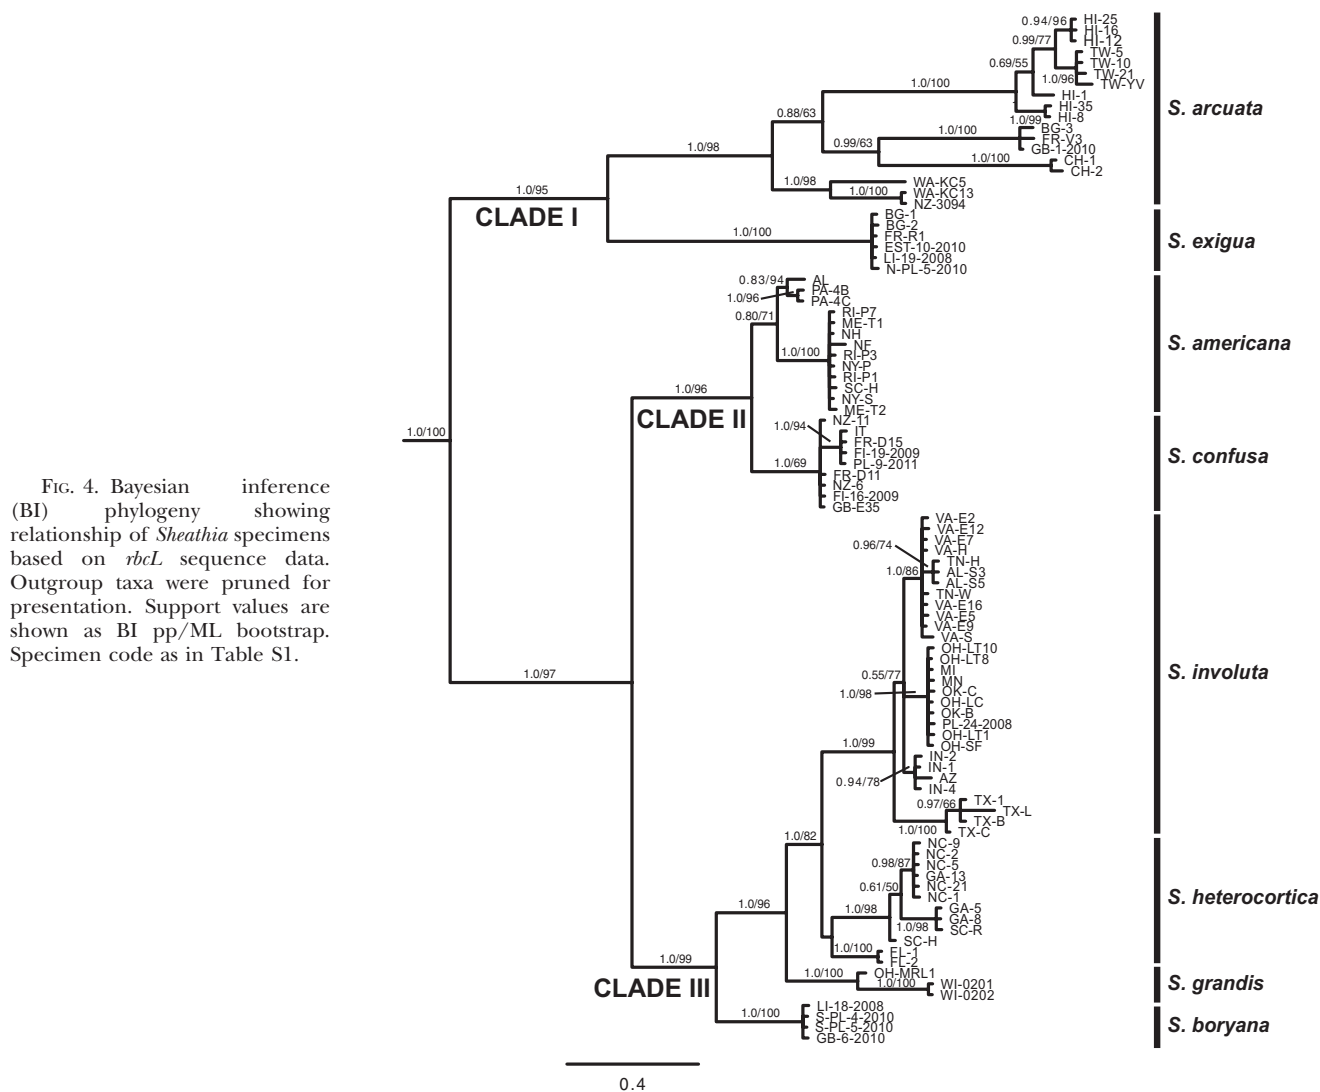 0.94/96
HI-25
HI-16
HI-12
0.99/77
TW-5
TW-10
TW-21
TW-YV
1.0/96
0.69/55
HI-1
1.0/100
HI-35
HI-8
1.0/99
0.88/63
BG-3
FR-V3
GB-1-2010
1.0/100
0.99/63
CH-1
CH-2
1.0/100
S. arcuata
1.0/98
WA-KC5
1.0/98
WA-KC13
1.0/100
NZ-3094
1.0/95
CLADE I
BG-1
BG-2
FR-R1
EST-10-2010
LI-19-2008
N-PL-5-2010
1.0/100
S. exigua
0.83/94
AL
PA-4B
PA-4C
1.0/96
0.80/71
RI-P7
ME-T1
NH
NF
RI-P3
NY-P
RI-P1
SC-H
NY-S
ME-T2
1.0/100
S. americana
1.0/96
CLADE II
NZ-11
1.0/94
IT
FR-D15
FI-19-2009
PL-9-2011
1.0/69
FR-D11
NZ-6
FI-16-2009
GB-E35
S. confusa
1.0/100
FIG. 4. Bayesian inference
(BI) phylogeny showing
relationship of Sheathia specimens
based on rbcL sequence data.
Outgroup taxa were pruned for
presentation. Support values are
shown as BI pp/ML bootstrap.
Specimen code as in Table S1.
1.0/97
VA-E2
VA-E12
VA-E7
VA-H
0.96/74
TN-H
AL-S3
AL-S5
1.0/86
TN-W
VA-E16
VA-E5
VA-E9
VA-S
OH-LT10
OH-LT8
MI
MN
OK-C
OH-LC
OK-B
PL-24-2008
OH-LT1
OH-SF
0.55/77
1.0/98
S. involuta
1.0/99
IN-2
IN-1
AZ
IN-4
0.94/78
TX-1
0.97/66
TX-L
TX-B
TX-C
1.0/100
1.0/82
NC-9
NC-2
NC-5
GA-13
NC-21
NC-1
0.98/87
0.61/50
1.0/98
GA-5
GA-8
SC-R
1.0/98
SC-H
1.0/100
FL-1
FL-2
S. heterocortica
1.0/96
1.0/99
CLADE III
OH-MRL1
1.0/100
1.0/100
WI-0201
WI-0202
S. grandis
LI-18-2008
S-PL-4-2010
S-PL-5-2010
GB-6-2010
1.0/100
S. boryana
0.4